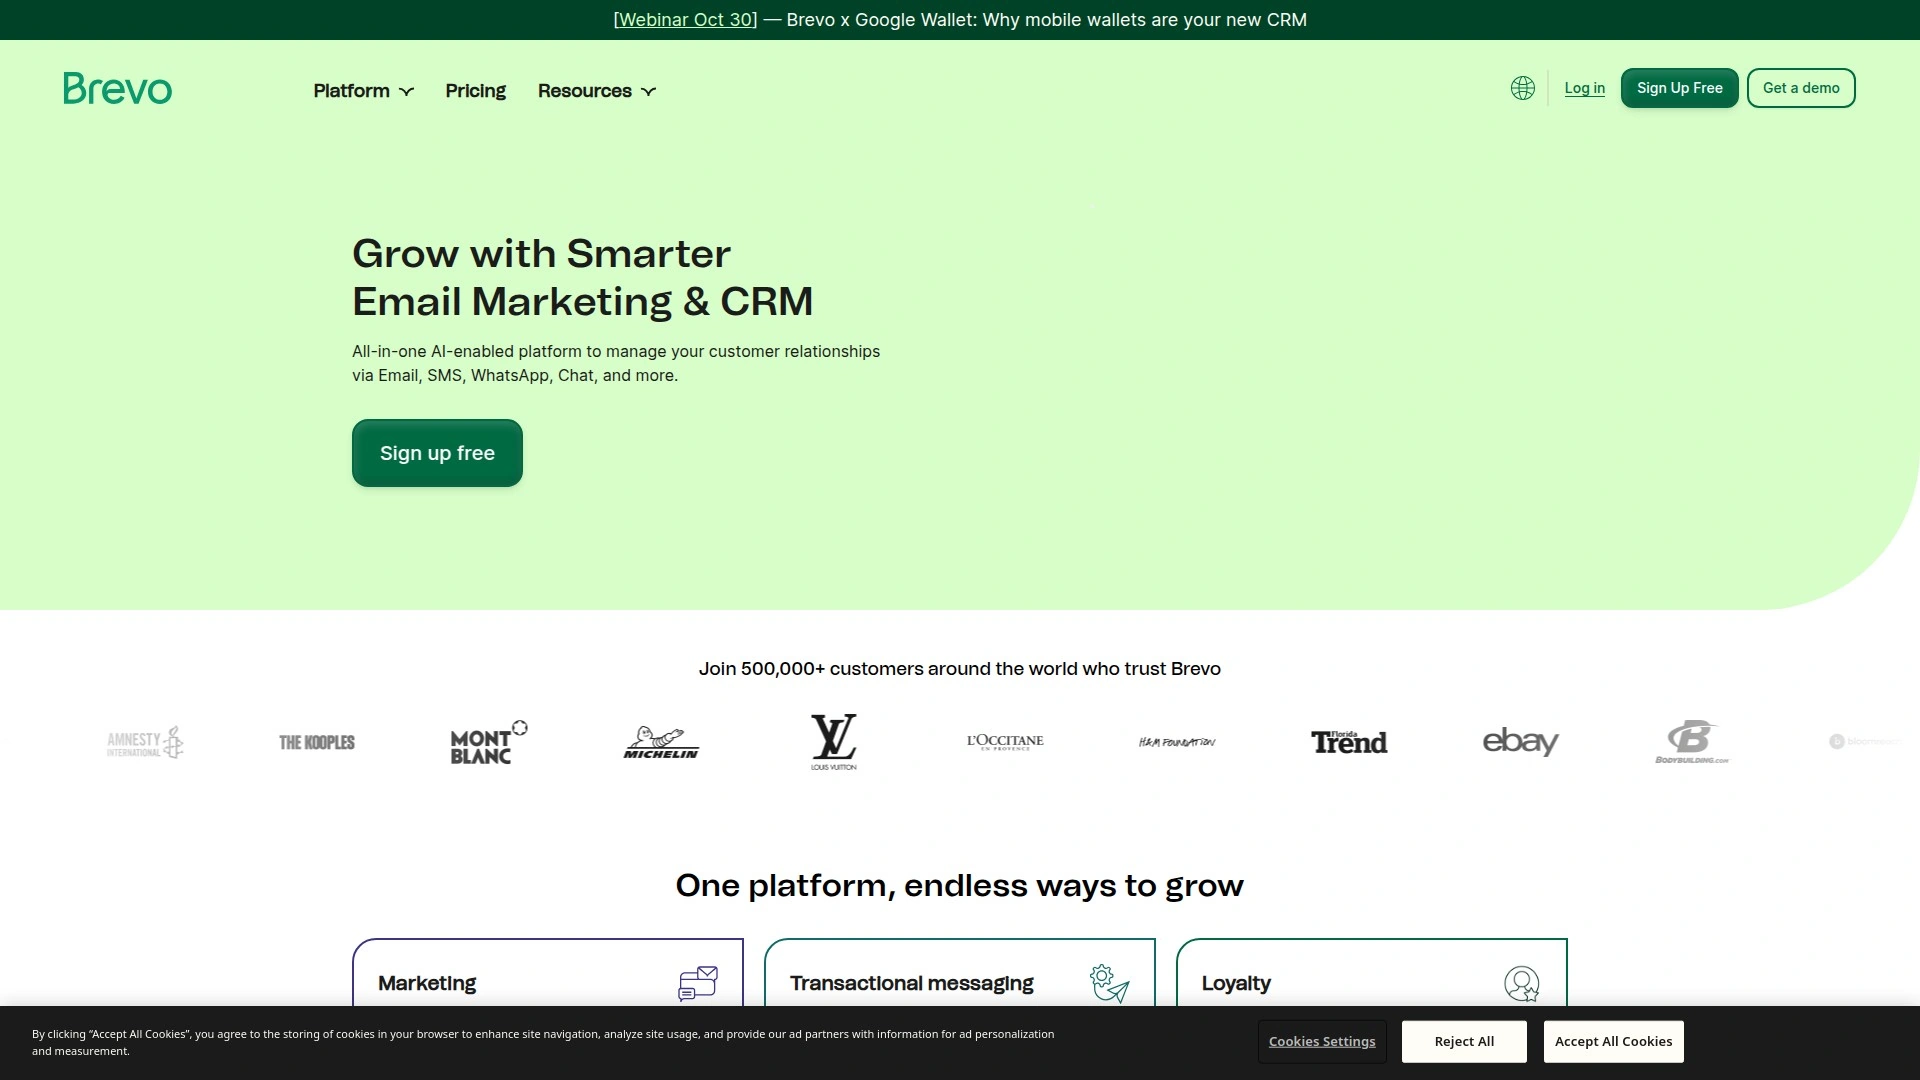 [Webinar Oct 30] — Brevo x Google Wallet: Why mobile wallets are your new CRM
Brevo
Platform
Pricing
Resources
Log in
Sign Up Free
Get a demo
Grow with Smarter
Email Marketing & CRM
All-in-one AI-enabled platform to manage your customer relationships
via Email, SMS, WhatsApp, Chat, and more.
Sign up free
Join 500,000+ customers around the world who trust Brevo
AMNESTY
INTERNATIONAL
THE KOOPLES
MONT
BLANC
MICHELIN
LV
LOUIS VUITTON
L'OCCITANE
EN PROVENCE
H&M FOUNDATION
Florida
Trend
ebay
B
BODYBUILDING.com
One platform, endless ways to grow
Marketing
Transactional messaging
Loyalty
By clicking “Accept All Cookies”, you agree to the storing of cookies in your browser to enhance site navigation, analyze site usage, and provide our ad partners with information for ad personalization
and measurement.
Cookies Settings
Reject All
Accept All Cookies